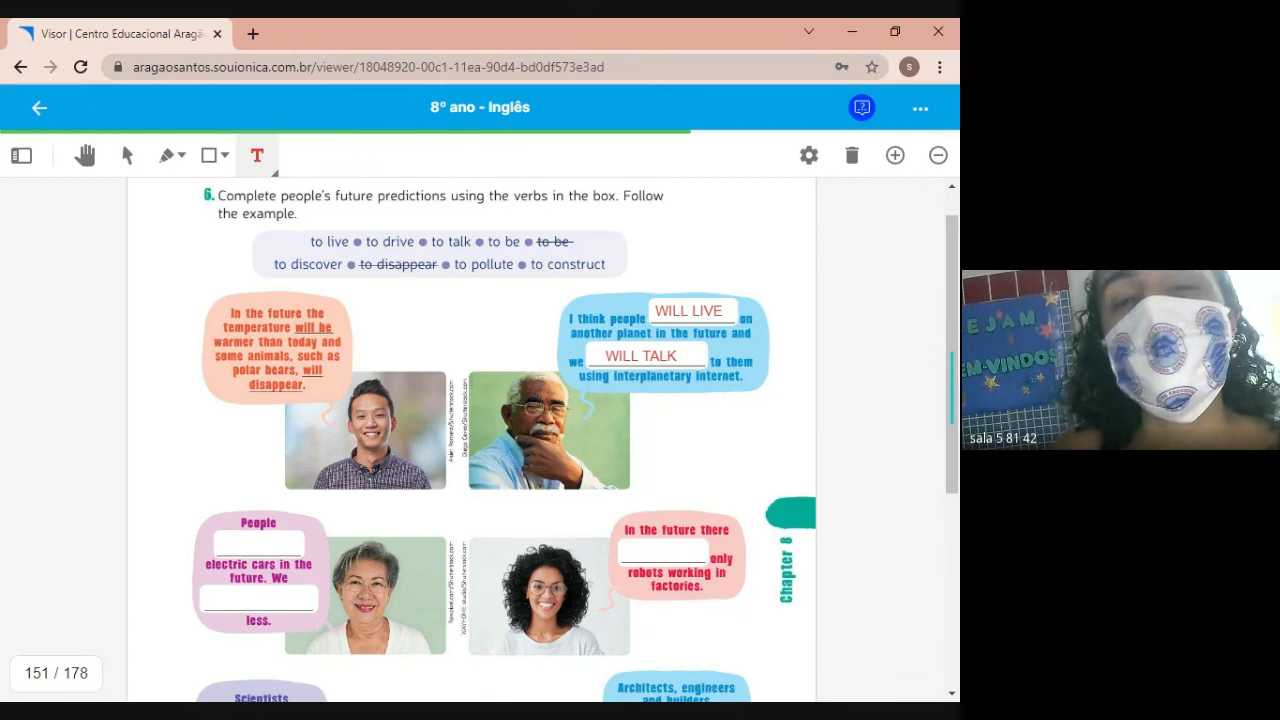 Visor | Centro Educacional Aragã
aragaosantos.souionica.com.br/viewer/18048920-00c1-11ea-90d4-bd0df573e3ad
s
8º ano - Inglês
T
6. Complete people's future predictions using the verbs in the box. Follow
the example.
to live ● to drive ● to talk ● to be ● to be
to discover ● to disappear ● to pollute ● to construct
In the future the
temperature will be
warmer than today and
some animals, such as
polar bears, will
disappear.
I think people WILL LIVE on
another planet in the future and
we WILL TALK to them
using interplanetary internet.
People
electric cars in the
future. We
less.
In the future there
only
robots working in
factories.
Chapter 8
151 / 178
Scientists
Architects, engineers
and builders
EJAM
EM-VINDOS
sala 5 81 42